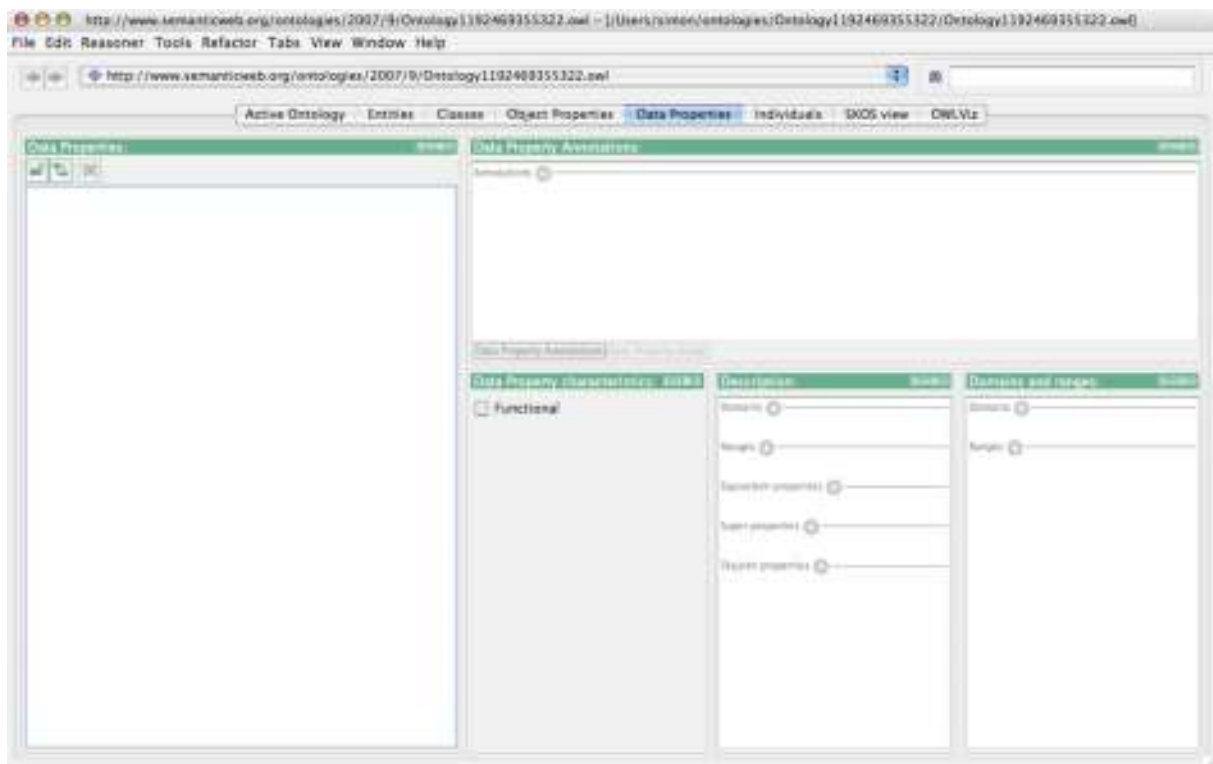 http://www.semanticweb.org/ontologies/2007/9/Ontology1192469355322.owl – [/Users/simon/ontologies/Ontology1192469355322/Ontology1192469355322.owl]
File Edit Reasoner Tools Refactor Tabs View Window Help
http://www.semanticweb.org/ontologies/2007/9/Ontology1192469355322.owl
Active Ontology Entities Classes Object Properties Data Properties Individuals SKOS view OWLViz
Data Properties: Data Property Annotations:
Annotations
Data Property Annotations
Data Property characteristics: Description: Domains and ranges:
Functional Domains Domains
Ranges Ranges
Equivalent properties
Super properties
Disjoint properties